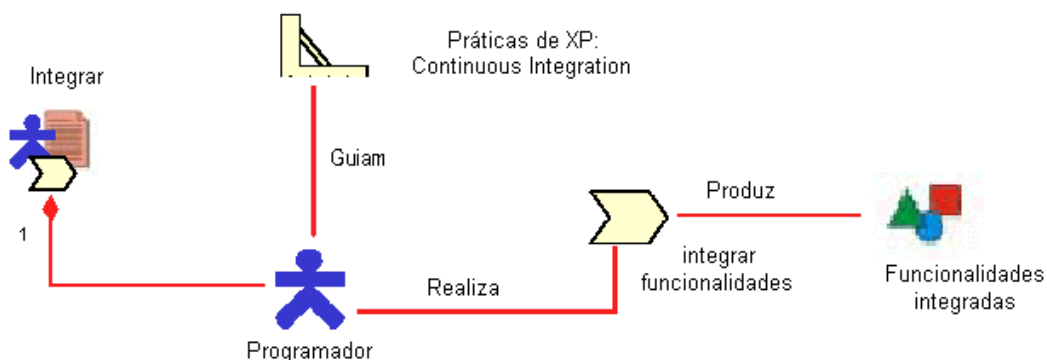 Práticas de XP:
Continuous Integration
Integrar
Guiam
1
Produz
integrar
funcionalidades
Realiza
Funcionalidades
integradas
Programador